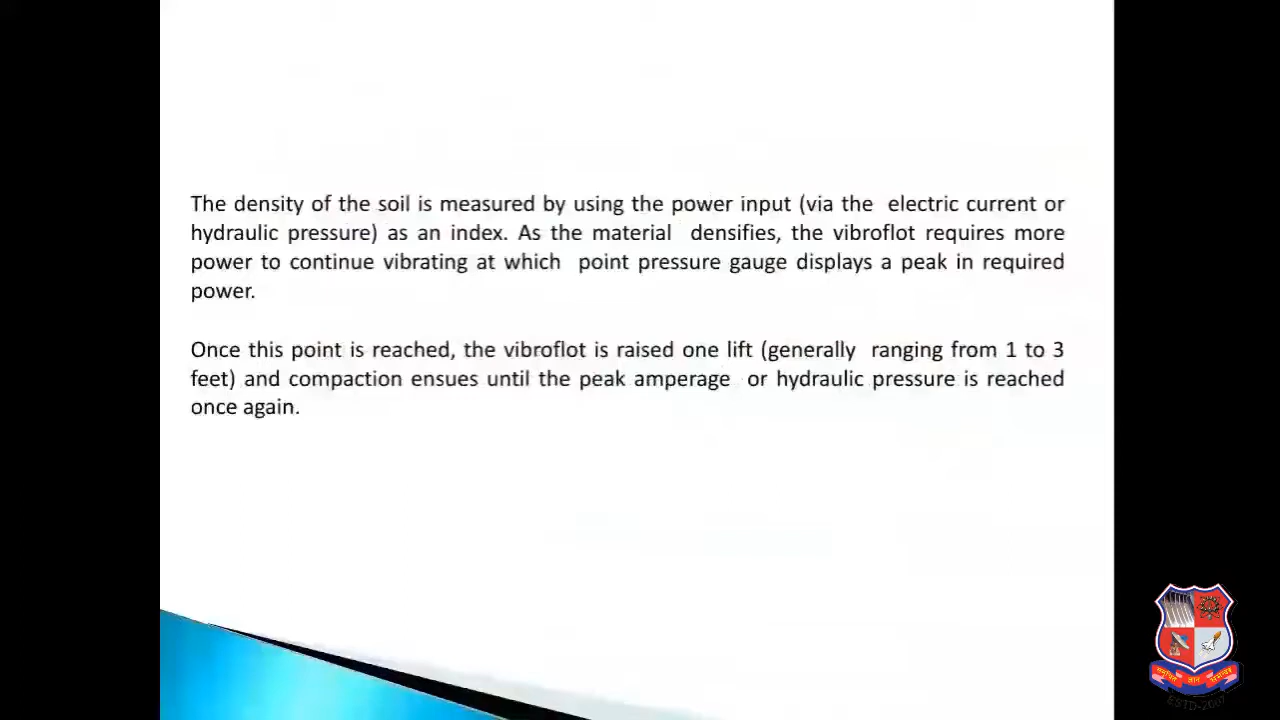 The density of the soil is measured by using the power input (via the electric current or
hydraulic pressure) as an index. As the material densifies, the vibroflot requires more
power to continue vibrating at which point pressure gauge displays a peak in required
power.
Once this point is reached, the vibroflot is raised one lift (generally ranging from 1 to 3
feet) and compaction ensues until the peak amperage or hydraulic pressure is reached
once again.